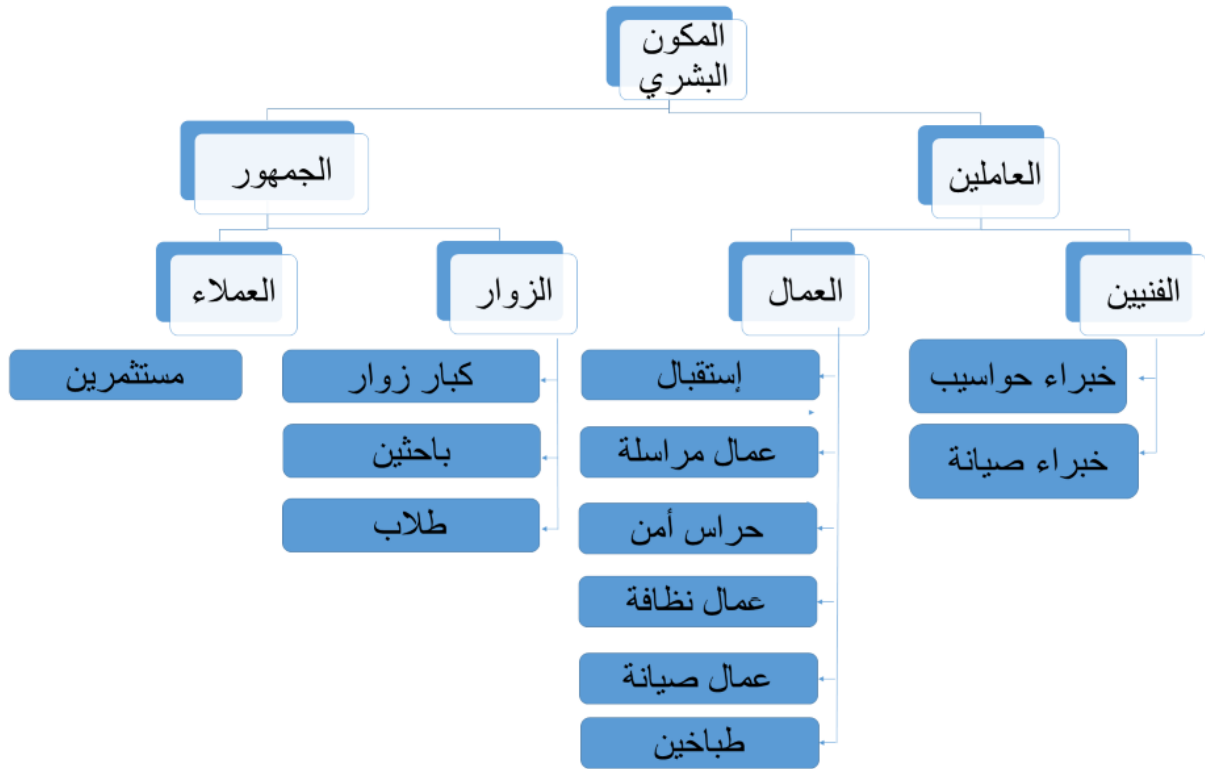 المكون
البشري
العاملين
الجمهور
الفنيين
العمال
الزوار
العملاء
خبراء حواسيب
خبراء صيانة
إستقبال
عمال مراسلة
حراس أمن
عمال نظافة
عمال صيانة
طباخين
كبار زوار
باحثين
طلاب
مستثمرين